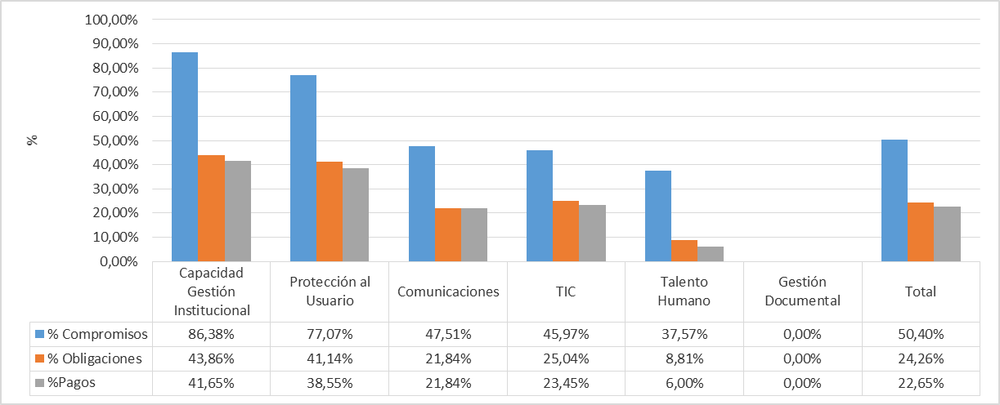 100,00%
90,00%
80,00%
70,00%
60,00%
50,00%
40,00%
30,00%
20,00%
10,00%
0,00%
%
Capacidad
Gestión
Institucional
Protección al
Usuario
Comunicaciones
TIC
Talento
Humano
Gestión
Documental
Total
% Compromisos 86,38% 77,07% 47,51% 45,97% 37,57% 0,00% 50,40%
% Obligaciones 43,86% 41,14% 21,84% 25,04% 8,81% 0,00% 24,26%
%Pagos 41,65% 38,55% 21,84% 23,45% 6,00% 0,00% 22,65%